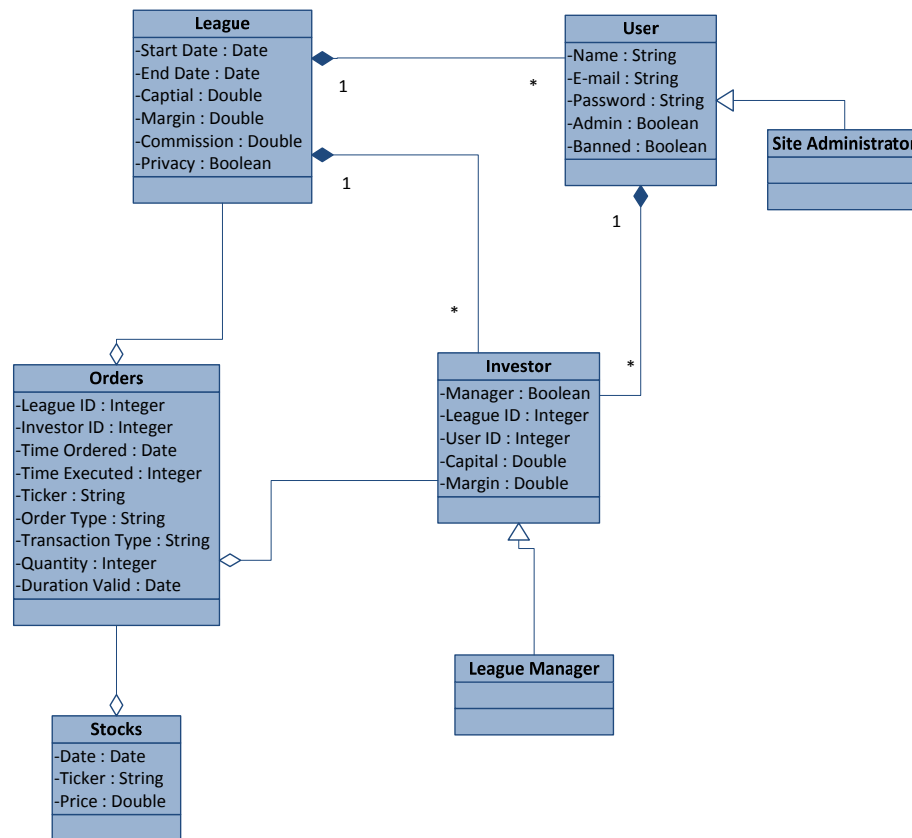 League
-Start Date : Date
-End Date : Date
-Captial : Double
-Margin : Double
-Commission : Double
-Privacy : Boolean
User
-Name : String
-E-mail : String
-Password : String
-Admin : Boolean
-Banned : Boolean
Site Administrator
1
*
1
*
1
*
Orders
-League ID : Integer
-Investor ID : Integer
-Time Ordered : Date
-Time Executed : Integer
-Ticker : String
-Order Type : String
-Transaction Type : String
-Quantity : Integer
-Duration Valid : Date
Investor
-Manager : Boolean
-League ID : Integer
-User ID : Integer
-Capital : Double
-Margin : Double
League Manager
Stocks
-Date : Date
-Ticker : String
-Price : Double